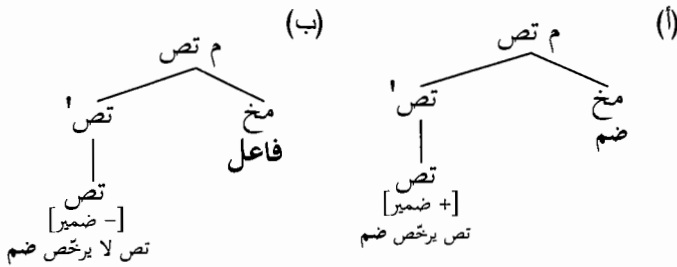 (أ)
م تص
مخ
تص'
ضم
تص
[+ ضمير]
تص يرخّص ضم
(ب)
م تص
مخ
تص'
فاعل
تص
[– ضمير]
تص لا يرخّص ضم